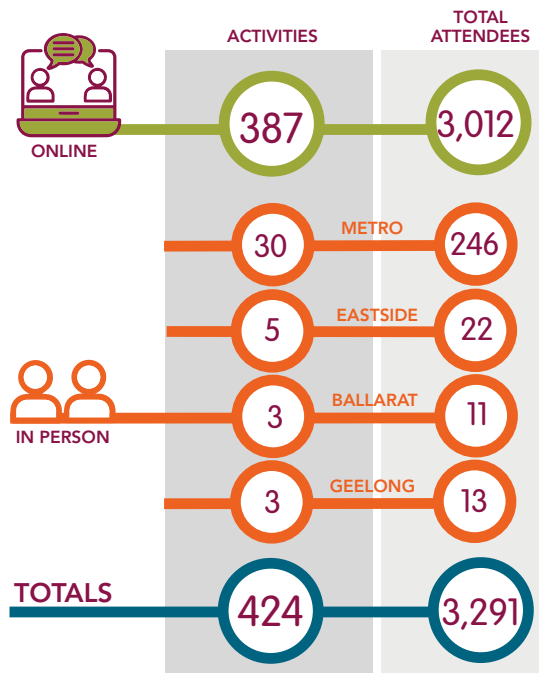 ACTIVITIES
TOTAL
ATTENDEES
ONLINE
387
3,012
METRO
30
246
EASTSIDE
5
22
IN PERSON
BALLARAT
3
11
GEELONG
3
13
TOTALS
424
3,291